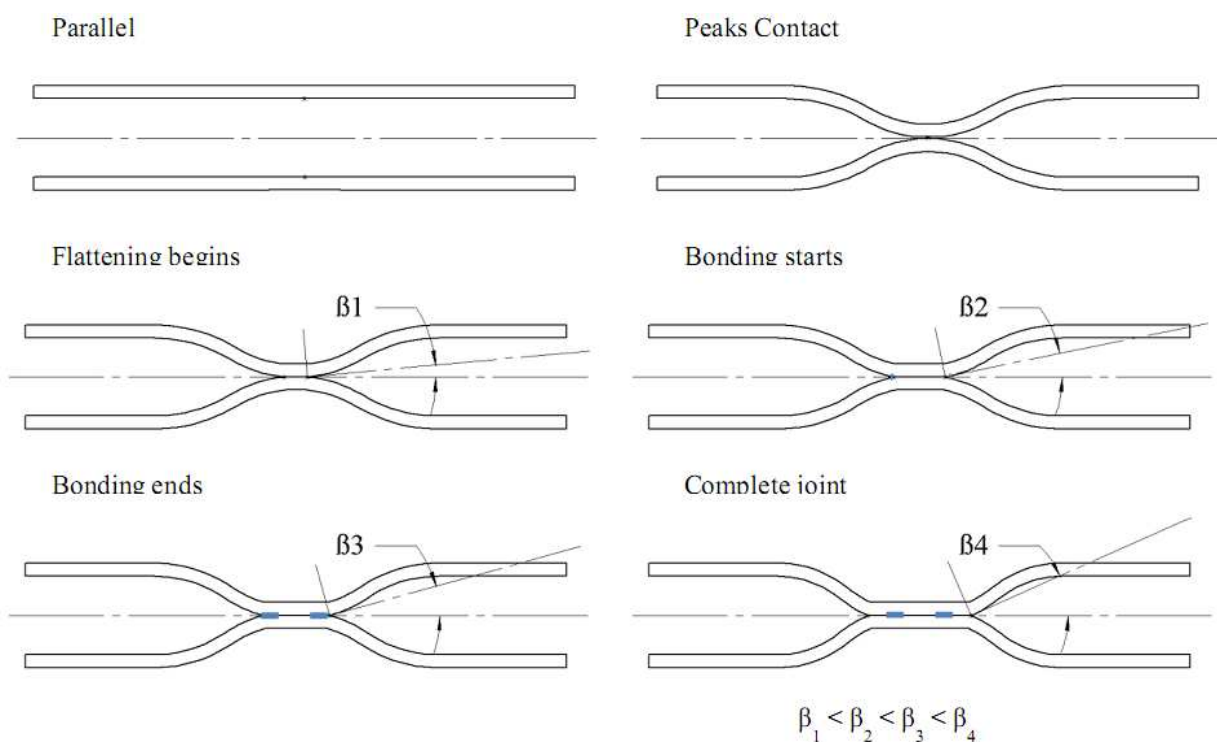 Parallel
Peaks Contact
Flattening begins
Bonding starts
ß1
ß2
Bonding ends
Complete joint
ß3
ß4
β₁ < β₂ < β₃ < β₄